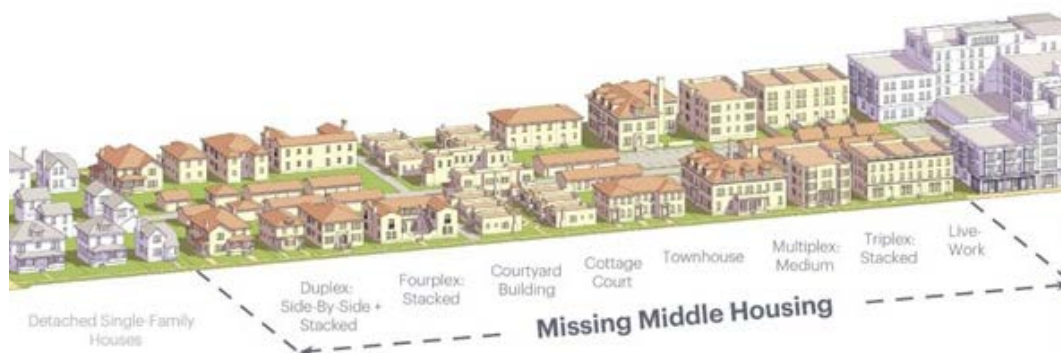 Detached Single-Family
Houses
Duplex:
Side-By-Side +
Stacked
Fourplex:
Stacked
Courtyard
Building
Cottage
Court
Townhouse
Multiplex:
Medium
Triplex:
Stacked
Live-
Work
Missing Middle Housing